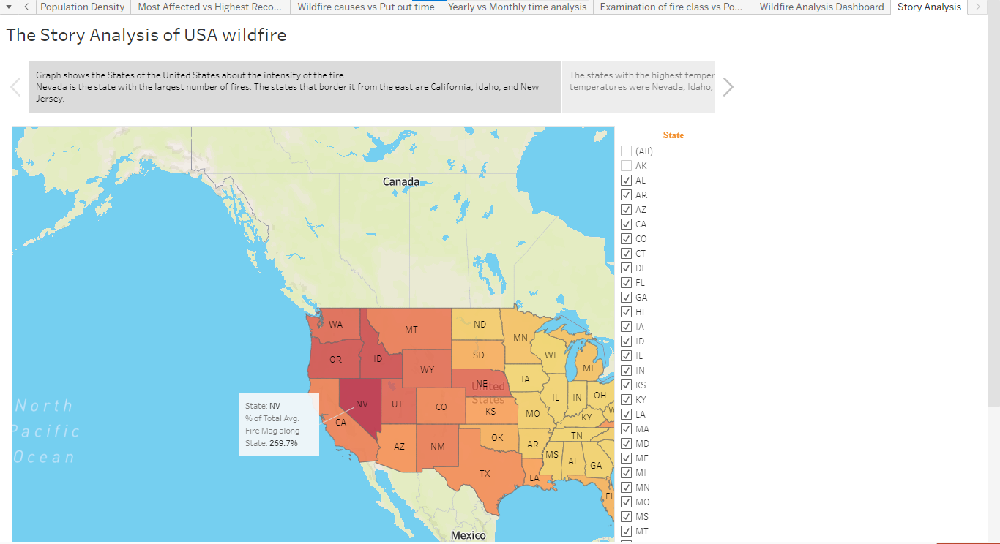 Population Density
Most Affected vs Highest Reco...
Wildfire causes vs Put out time
Yearly vs Monthly time analysis
Examination of fire class vs Po...
Wildfire Analysis Dashboard
Story Analysis
The Story Analysis of USA wildfire
Graph shows the States of the United States about the intensity of the fire.
Nevada is the state with the largest number of fires. The states that border it from the east are California, Idaho, and New
Jersey.
The states with the highest temper
temperatures were Nevada, Idaho,
State
(All)
AK
AL
AR
AZ
CA
CO
CT
DE
FL
GA
HI
IA
ID
IL
IN
KS
KY
LA
MA
MD
ME
MI
MN
MO
MS
MT
Canada
WA
MT
ND
MN
OR
ID
SD
WI
WY
MI
NE
IA
United
States
NV
UT
CO
KS
IL
IN
OH
MO
KY
W
CA
AZ
NM
OK
AR
TN
MS
AL
GA
TX
LA
FL
State: NV
% of Total Avg.
Fire Mag along
State: 269.7%
North
Pacific
Ocean
Mexico